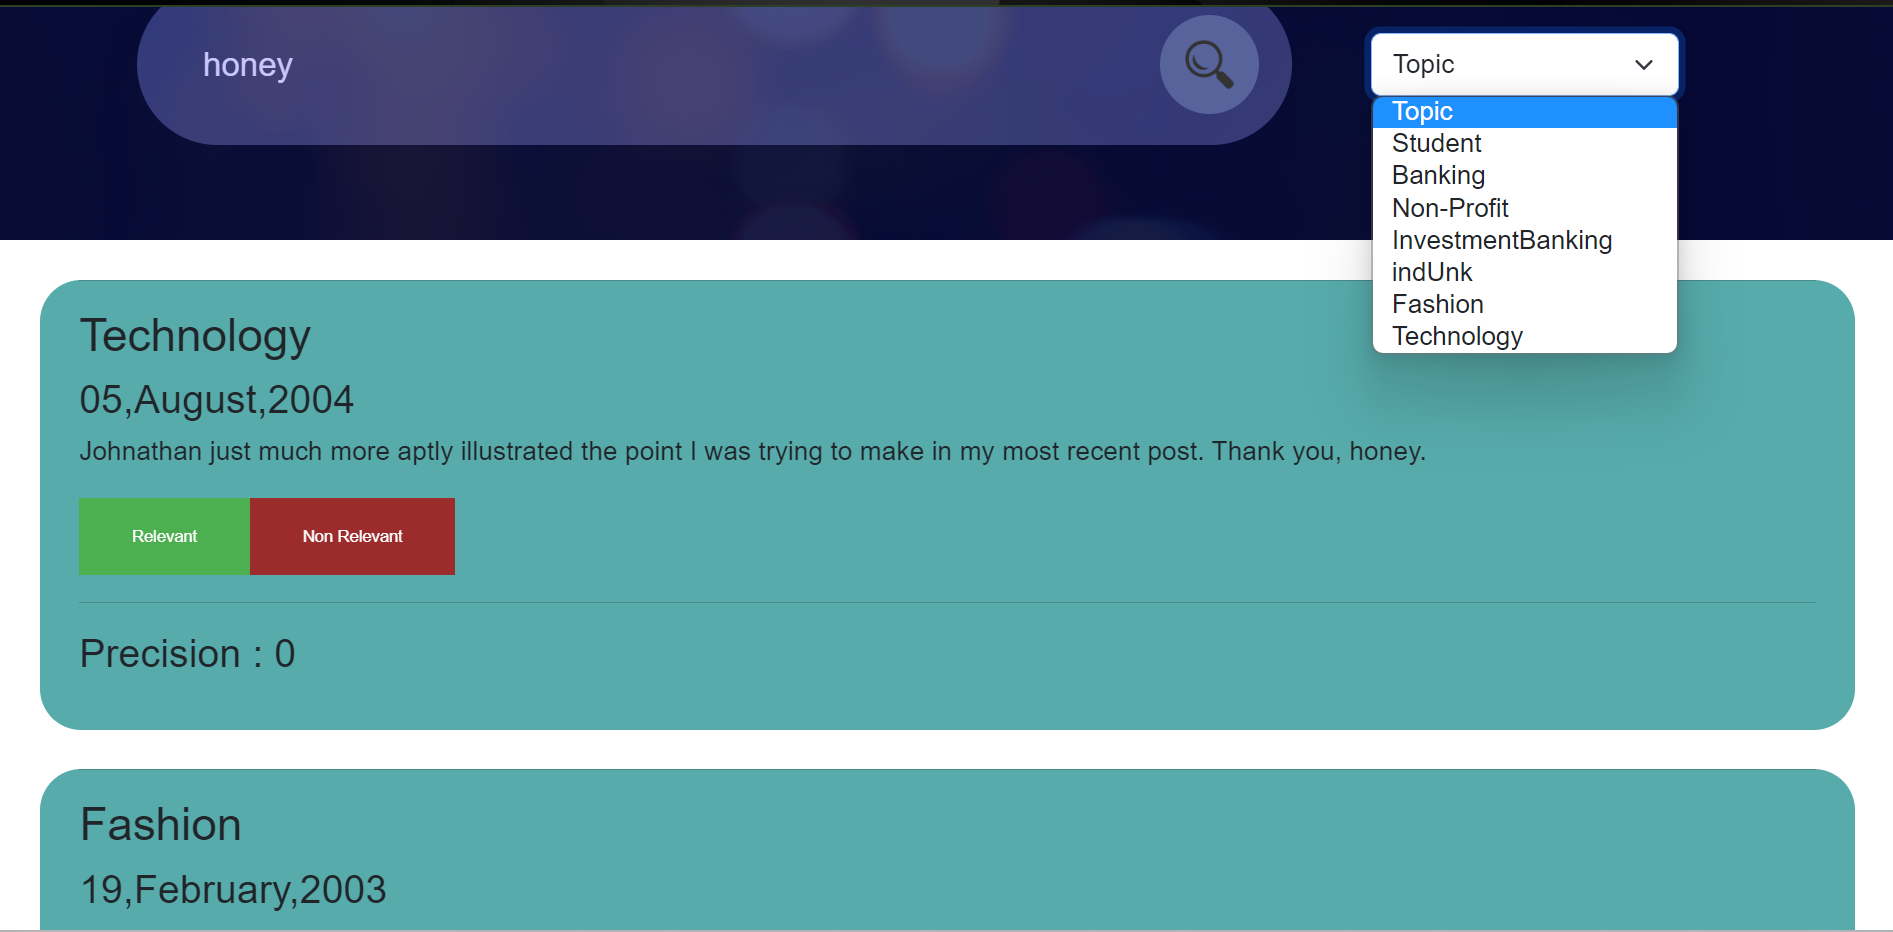 honey
Topic
Topic
Student
Banking
Non-Profit
InvestmentBanking
indUnk
Fashion
Technology
Technology
05,August,2004
Johnathan just much more aptly illustrated the point I was trying to make in my most recent post. Thank you, honey.
Relevant
Non Relevant
Precision : 0
Fashion
19,February,2003